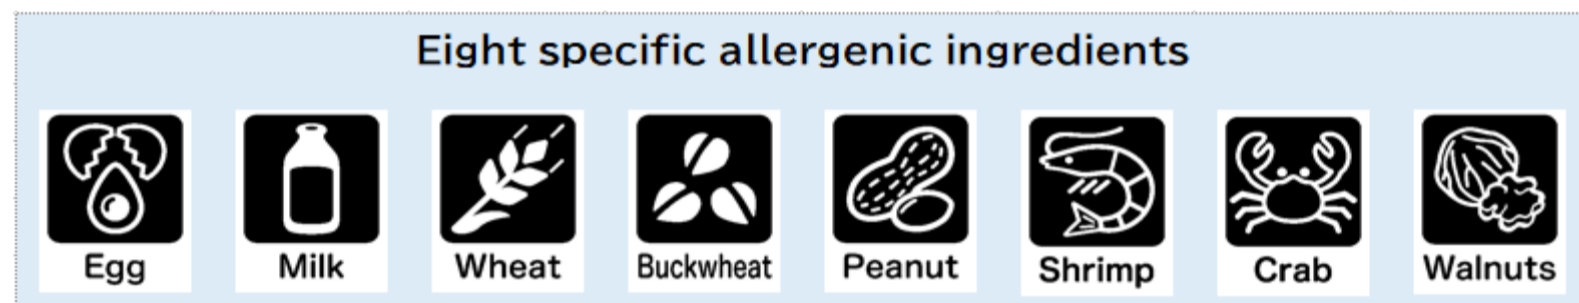 Eight specific allergenic ingredients
Egg
Milk
Wheat
Buckwheat
Peanut
Shrimp
Crab
Walnuts